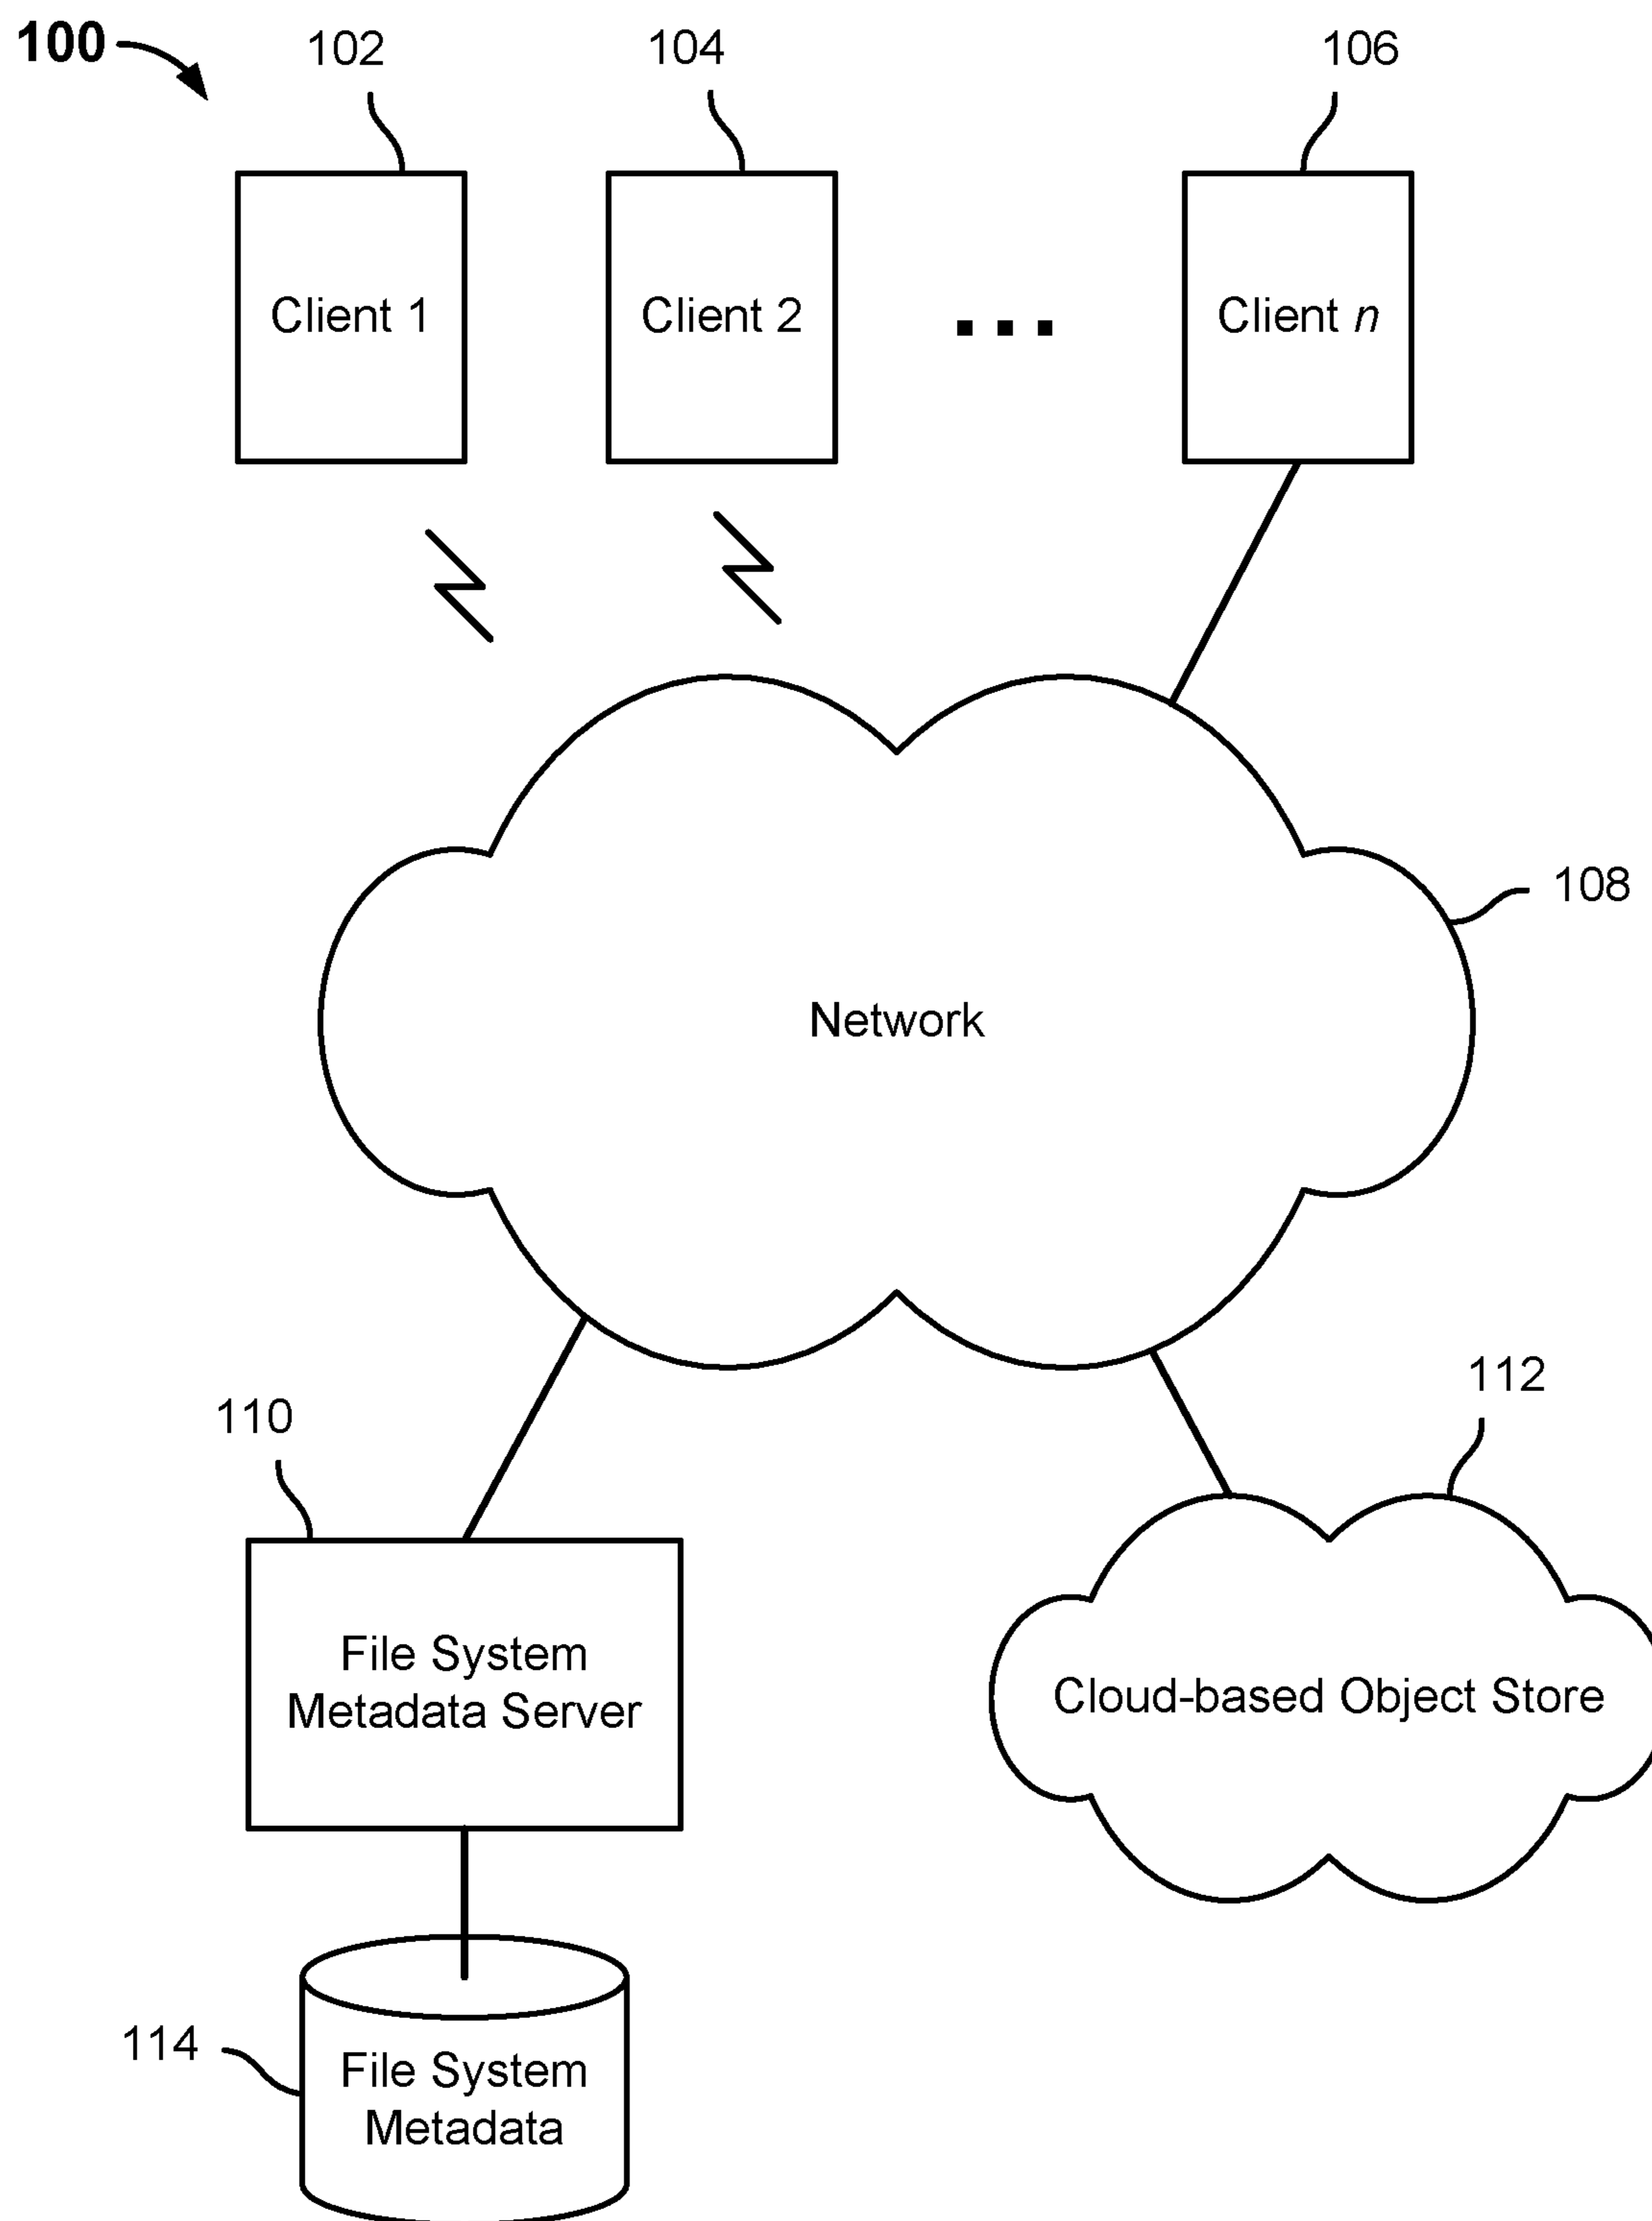 100
102
104
106
Client 1
Client 2
...
Client n
108
Network
112
110
File System
Metadata Server
Cloud-based Object Store
114
File System
Metadata